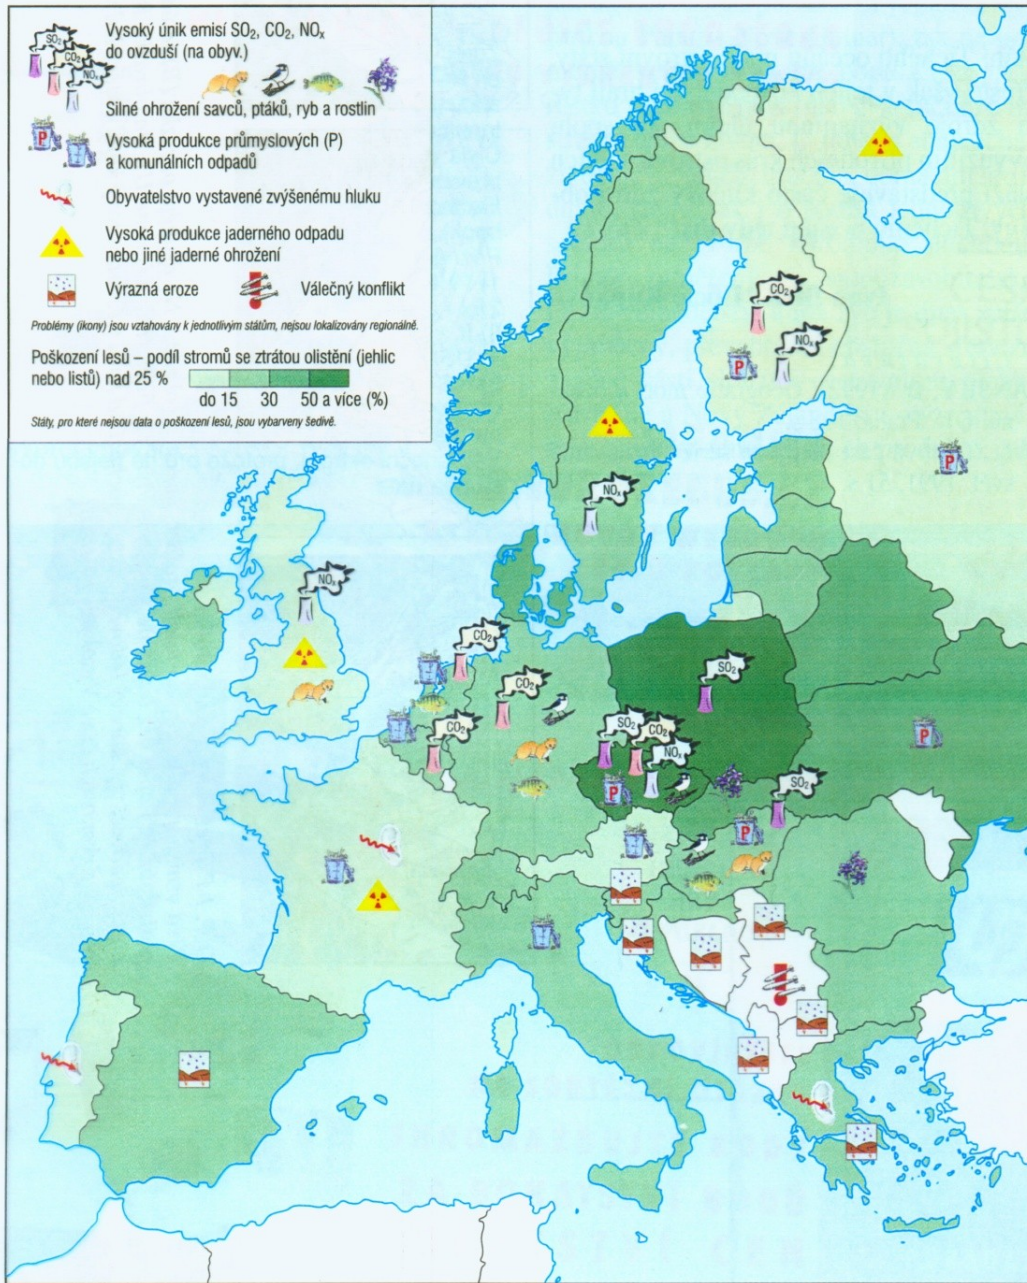 SO₂
CO₂
NOₓ
Vysoký únik emisí SO₂, CO₂, NOₓ
do ovzduší (na obyv.)
Silné ohrožení savců, ptáků, ryb a rostlin
P
Vysoká produkce průmyslových (P)
a komunálních odpadů
Obyvatelstvo vystavené zvýšenému hluku
Vysoká produkce jaderného odpadu
nebo jiné jaderné ohrožení
Výrazná eroze
Válečný konflikt
Problémy (ikony) jsou vztahovány k jednotlivým státům, nejsou lokalizovány regionálně.
Poškození lesů – podíl stromů se ztrátou olistění (jehlic
nebo listů) nad 25 %
do 15 30 50 a více (%)
Státy, pro které nejsou data o poškození lesů, jsou vybarveny šedivě.
CO₂
NOₓ
P
P
NOₓ
NOₓ
CO₂
CO₂
SO₂
CO₂
SO₂
CO₂
NOₓ
P
SO₂
P
P